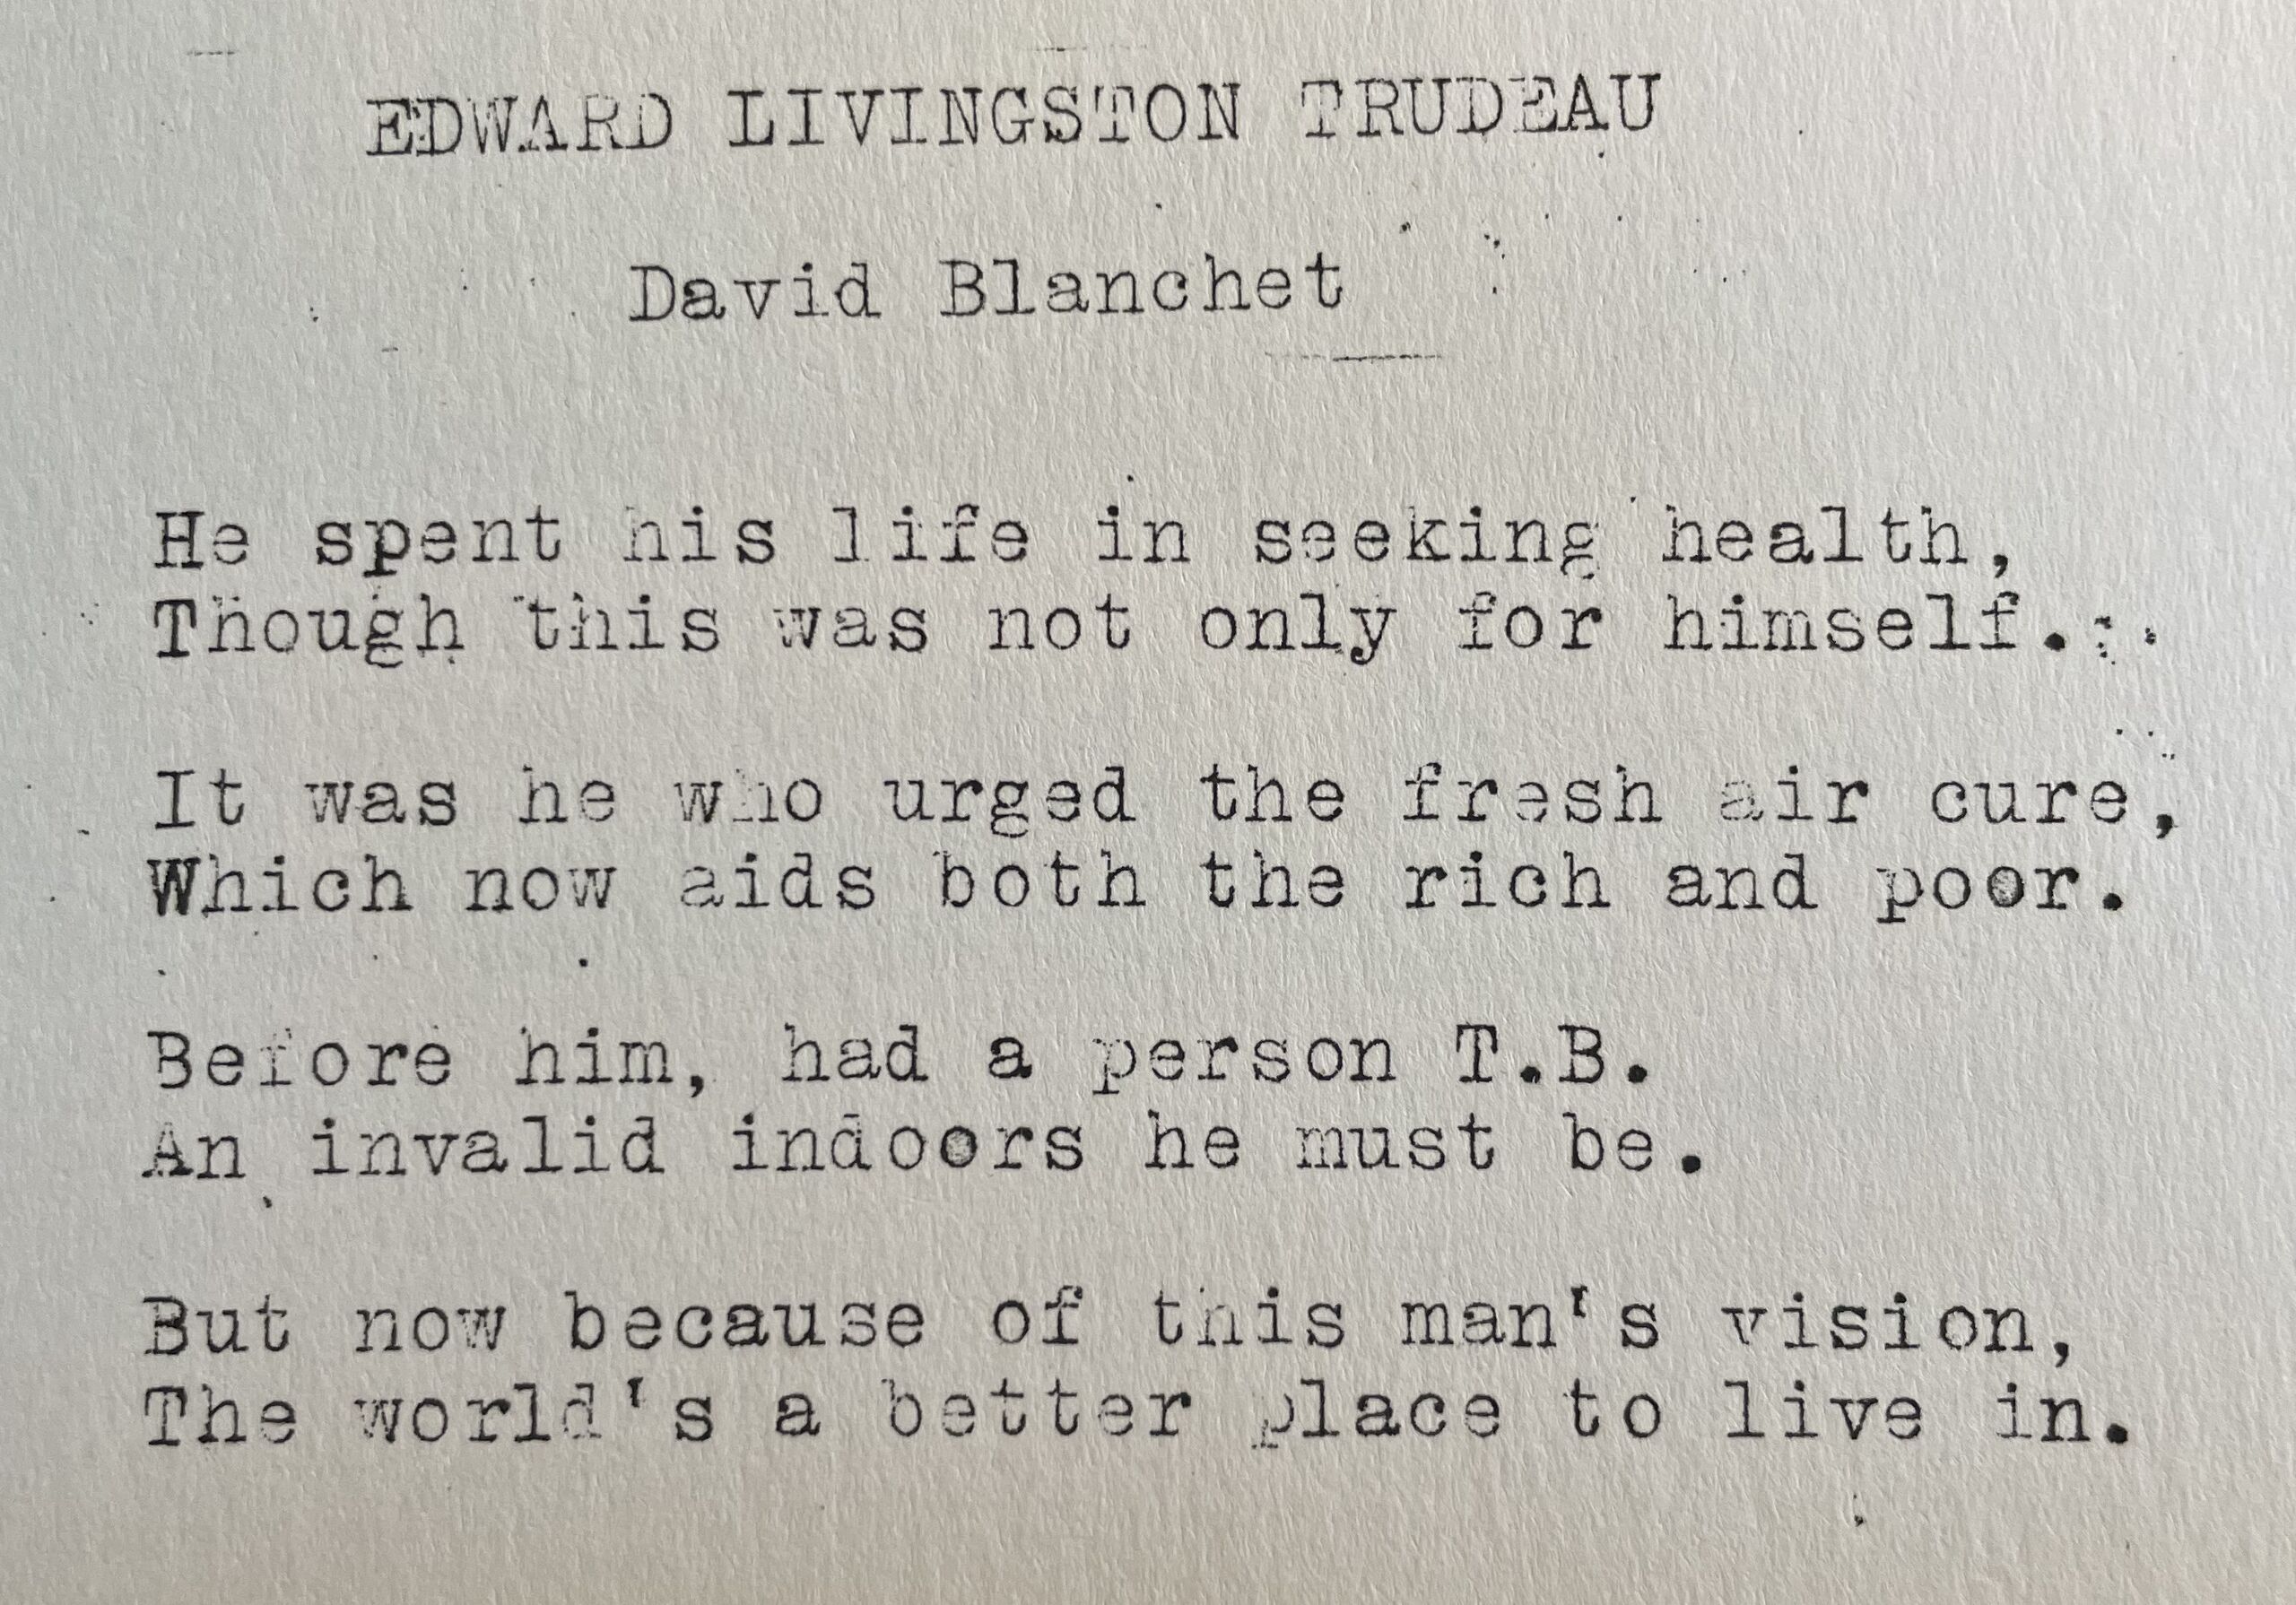 EDWARD LIVINGSTON TRUDEAU
David Blanchet
He spent his life in seeking health,
Though this was not only for himself.
It was he who urged the fresh air cure,
Which now aids both the rich and poor.
Before him, had a person T.B.
An invalid indoors he must be.
But now because of this man's vision,
The world's a better place to live in.